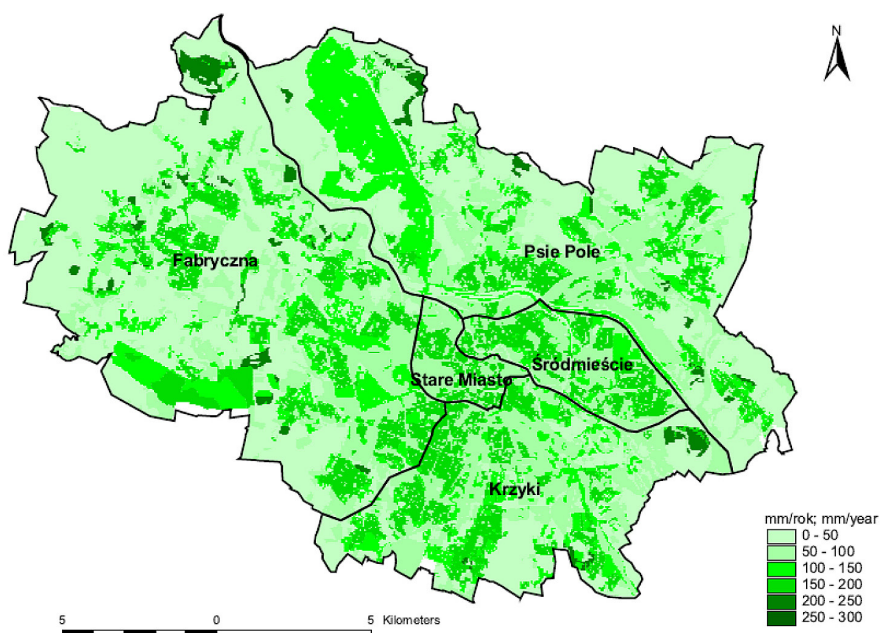 N
Psie Pole
Fabryczna
Śródmieście
Stare Miasto
Krzyki
mm/rok; mm/year
0 - 50
50 - 100
100 - 150
150 - 200
200 - 250
250 - 300
5 0 5 Kilometers